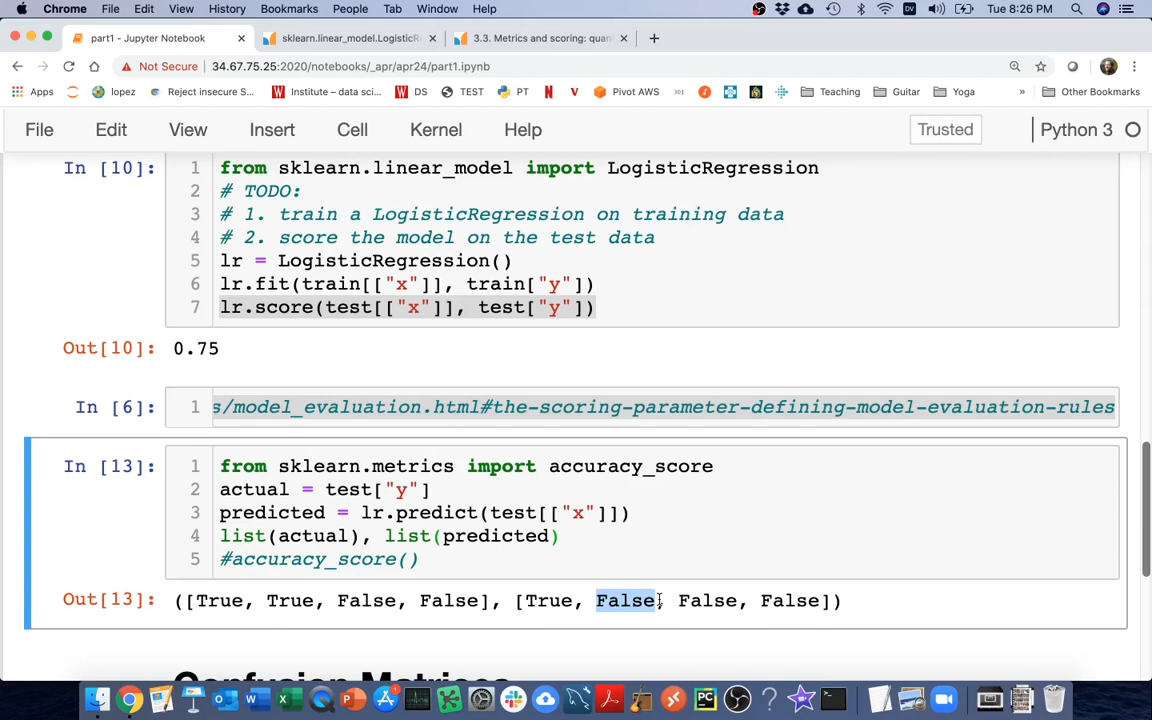 Chrome File Edit View History Bookmarks People Tab Window Help DV Tue 8:26 PM
part1 - Jupyter Notebook sklearn.linear_model.LogisticR 3.3. Metrics and scoring: quan
Not Secure 34.67.75.25:2020/notebooks/_apr/apr24/part1.ipynb
Apps lopez Reject insecure S... Institute – data sci... DS TEST PT Pivot AWS 301 Teaching Guitar Yoga » Other Bookmarks
File Edit View Insert Cell Kernel Help Trusted Python 3
In [10]: 1 from sklearn.linear_model import LogisticRegression
2 # TODO:
3 # 1. train a LogisticRegression on training data
4 # 2. score the model on the test data
5 lr = LogisticRegression()
6 lr.fit(train[["x"]], train["y"])
7 lr.score(test[["x"]], test["y"])
Out[10]: 0.75
In [6]: 1 s/model_evaluation.html#the-scoring-parameter-defining-model-evaluation-rules
In [13]: 1 from sklearn.metrics import accuracy_score
2 actual = test["y"]
3 predicted = lr.predict(test[["x"]])
4 list(actual), list(predicted)
5 #accuracy_score()
Out[13]: ([True, True, False, False], [True, False, False, False])
Confusion Matrices